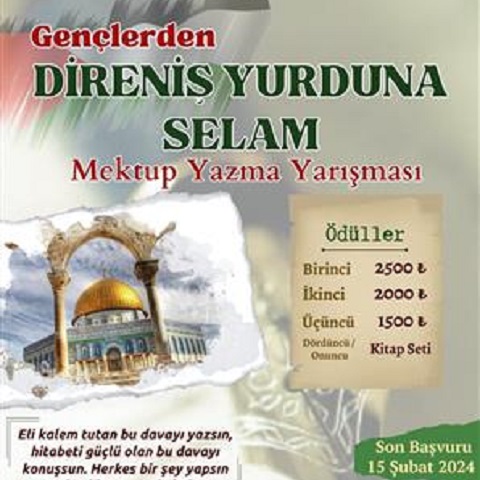 Gençlerden
DİRENİŞ YURDUNA
SELAM
Mektup Yazma Yarışması
Ödüller
Birinci 2500 ₺
İkinci 2000 ₺
Üçüncü 1500 ₺
Dördüncü/
Onuncu Kitap Seti
Eli kalem tutan bu davayı yazsın,
hitabeti güçlü olan bu davayı
konuşsun. Herkes bir şey yapsın
Son Başvuru
15 Şubat 2024